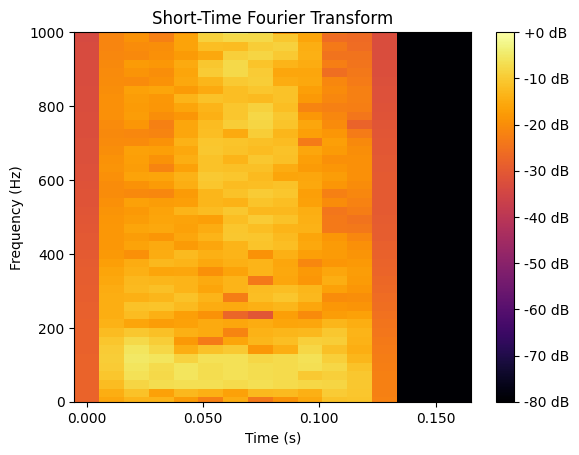 Short-Time Fourier Transform
1000
800
600
400
200
0
Frequency (Hz)
0.000
0.050
0.100
0.150
Time (s)
+0 dB
-10 dB
-20 dB
-30 dB
-40 dB
-50 dB
-60 dB
-70 dB
-80 dB